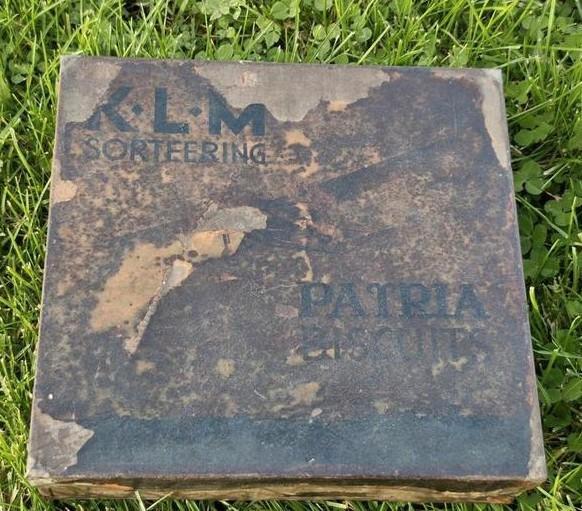 K·L·M
SORTEERING
PATRIA
BISCUITS